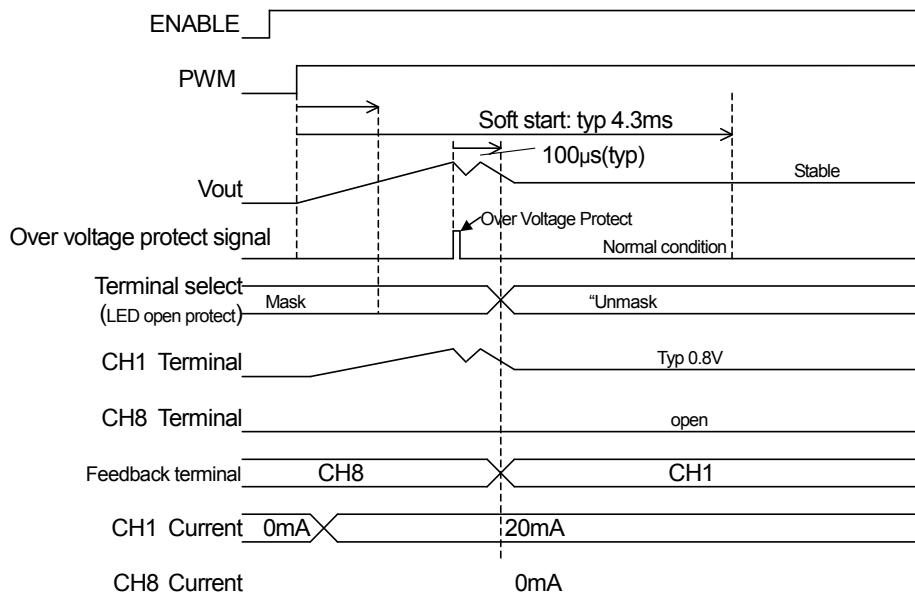 ENABLE
PWM
Soft start: typ 4.3ms
100µs(typ)
Vout
Stable
Over Voltage Protect
Over voltage protect signal
Normal condition
Terminal select
(LED open protect)
Mask
“Unmask
CH1 Terminal
Typ 0.8V
CH8 Terminal
open
Feedback terminal
CH8
CH1
CH1 Current
0mA
20mA
CH8 Current
0mA